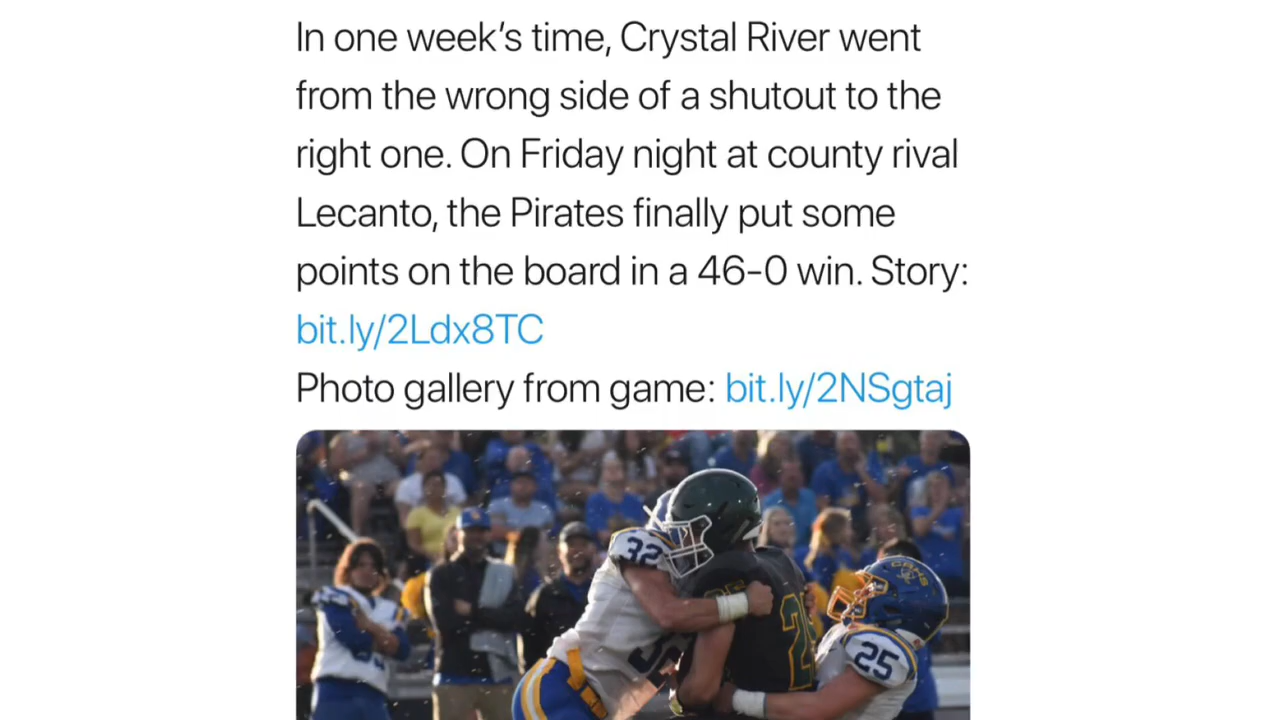 In one week’s time, Crystal River went
from the wrong side of a shutout to the
right one. On Friday night at county rival
Lecanto, the Pirates finally put some
points on the board in a 46-0 win. Story:
bit.ly/2Ldx8TC
Photo gallery from game: bit.ly/2NSgtaj
32
25